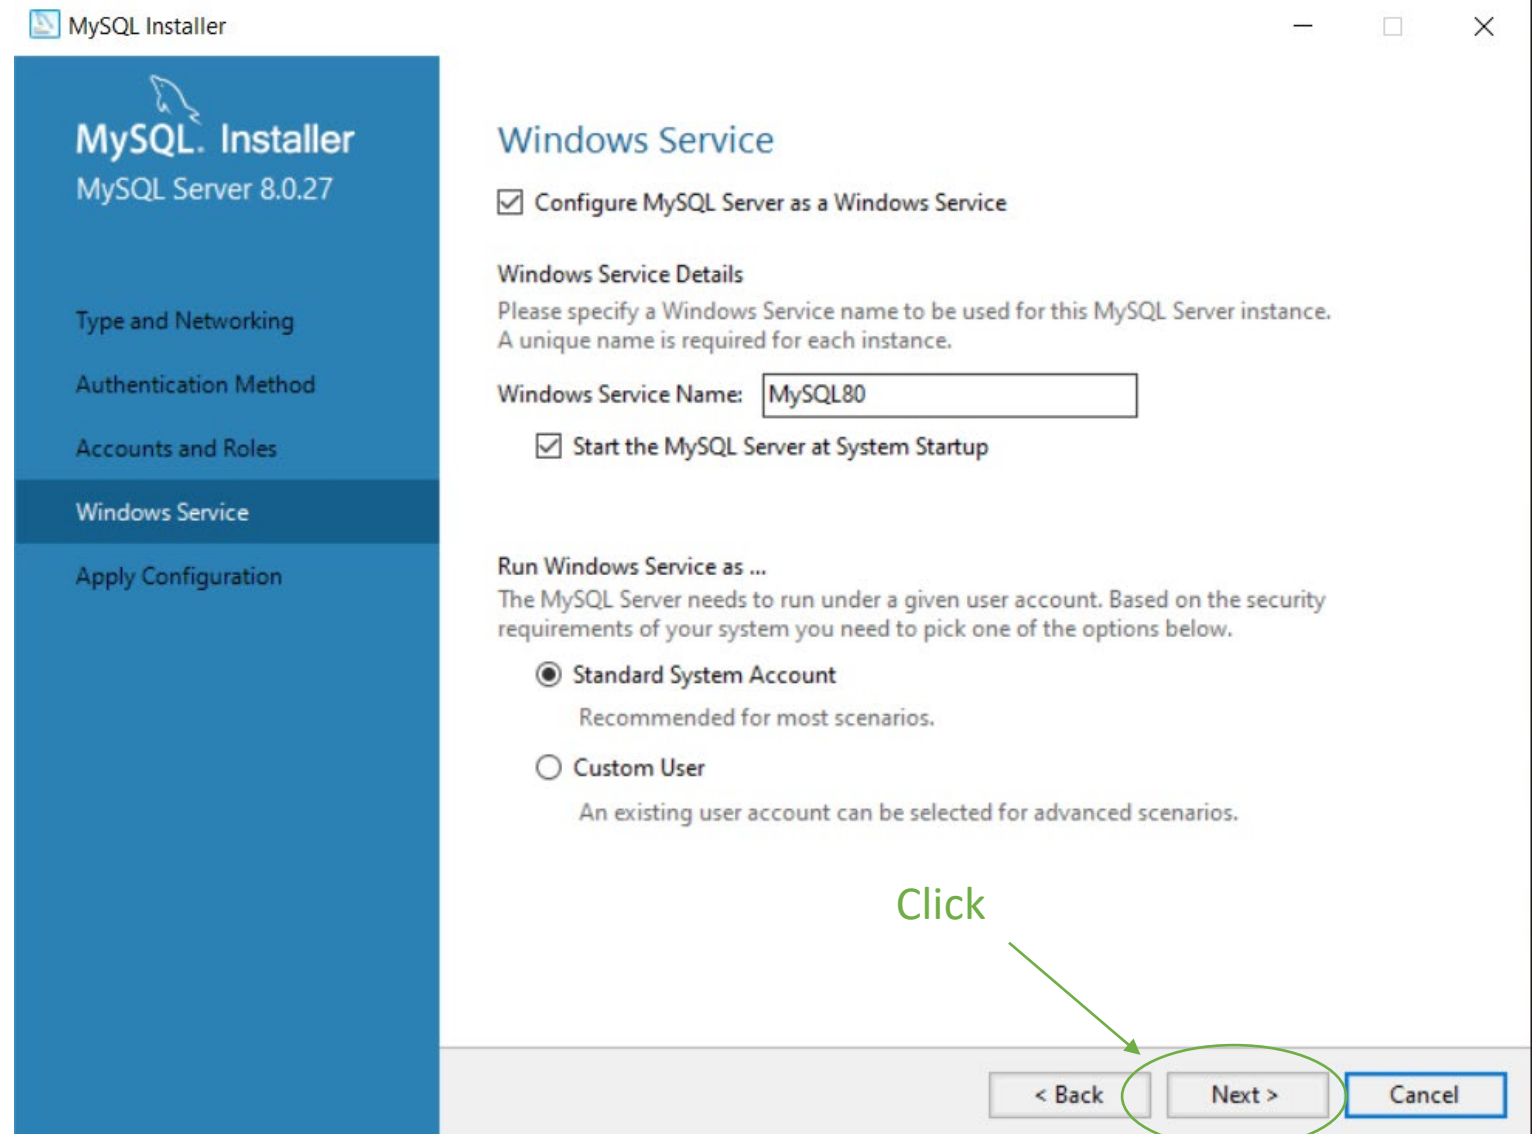 MySQL Installer
MySQL. Installer
MySQL Server 8.0.27
Type and Networking
Authentication Method
Accounts and Roles
Windows Service
Apply Configuration
Windows Service
Configure MySQL Server as a Windows Service
Windows Service Details
Please specify a Windows Service name to be used for this MySQL Server instance.
A unique name is required for each instance.
Windows Service Name: MySQL80
Start the MySQL Server at System Startup
Run Windows Service as ...
The MySQL Server needs to run under a given user account. Based on the security
requirements of your system you need to pick one of the options below.
Standard System Account
Recommended for most scenarios.
Custom User
An existing user account can be selected for advanced scenarios.
Click
< Back Next > Cancel